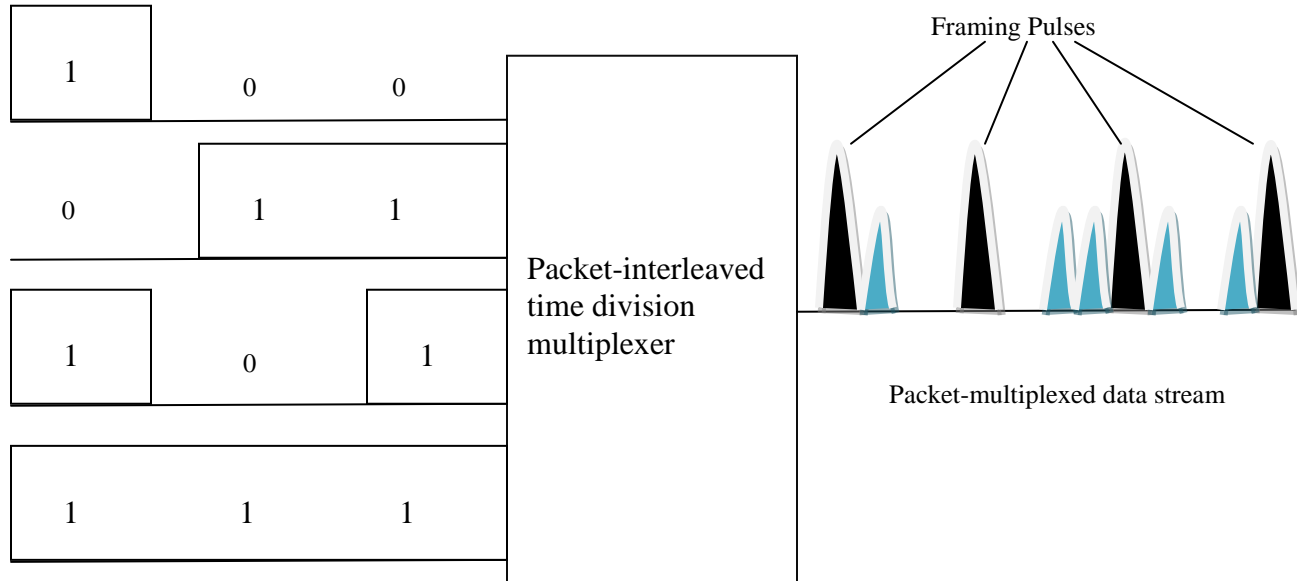 Framing Pulses
1 0 0
0 1 1
Packet-interleaved
time division
multiplexer
1 0 1
Packet-multiplexed data stream
1 1 1